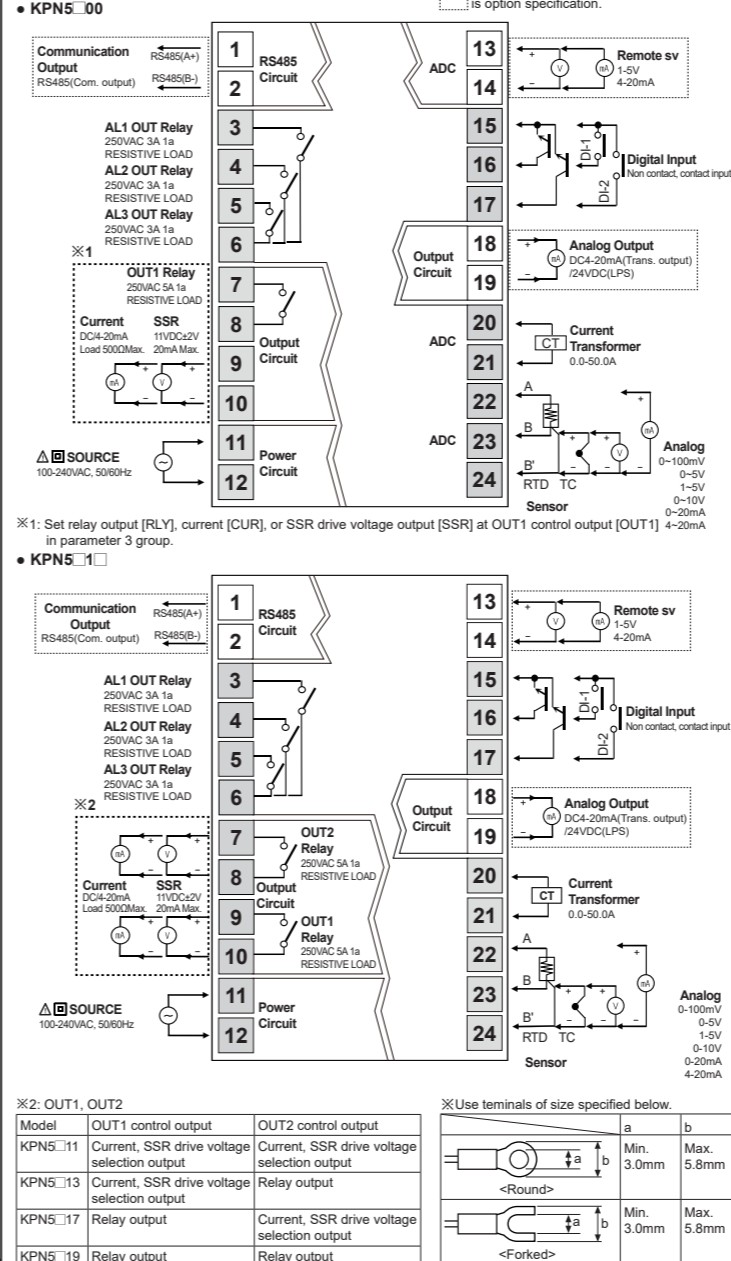 is option specification.
● KPN5□00
Communication
Output
RS485(Com. output)
RS485(A+)
RS485(B-)
1
2
RS485
Circuit
AL1 OUT Relay
250VAC 3A 1a
RESISTIVE LOAD
AL2 OUT Relay
250VAC 3A 1a
RESISTIVE LOAD
AL3 OUT Relay
250VAC 3A 1a
RESISTIVE LOAD
3
4
5
6
※1
OUT1 Relay
250VAC 5A 1a
RESISTIVE LOAD
Current
DC/4-20mA
Load 500ΩMax.
SSR
11VDC±2V
20mA Max.
mA
+
−
V
+
−
7
8
9
10
Output
Circuit
SOURCE
100-240VAC, 50/60Hz
11
12
Power
Circuit
ADC
13
14
+
−
V
mA
Remote sv
1-5V
4-20mA
15
16
17
DI-1
DI-2
Digital Input
Non contact, contact input
Output
Circuit
18
19
+
−
mA
Analog Output
DC4-20mA(Trans. output)
/24VDC(LPS)
ADC
20
21
CT
Current
Transformer
0.0-50.0A
ADC
22
23
24
A
B
B'
RTD
TC
+
−
+
−
V
+
−
mA
Sensor
Analog
0~100mV
0~5V
1~5V
0~10V
0~20mA
4~20mA
※1: Set relay output [RLY], current [CUR], or SSR drive voltage output [SSR] at OUT1 control output [OUT1]
in parameter 3 group.
● KPN5□1□
Communication
Output
RS485(Com. output)
RS485(A+)
RS485(B-)
1
2
RS485
Circuit
AL1 OUT Relay
250VAC 3A 1a
RESISTIVE LOAD
AL2 OUT Relay
250VAC 3A 1a
RESISTIVE LOAD
AL3 OUT Relay
250VAC 3A 1a
RESISTIVE LOAD
3
4
5
6
※2
mA
+
−
V
+
−
Current
DC/4-20mA
Load 500ΩMax.
SSR
11VDC±2V
20mA Max.
mA
+
−
V
+
−
7
8
9
10
OUT2
Relay
250VAC 5A 1a
RESISTIVE LOAD
Output
Circuit
OUT1
Relay
250VAC 5A 1a
RESISTIVE LOAD
SOURCE
100-240VAC, 50/60Hz
11
12
Power
Circuit
13
14
+
−
V
mA
Remote sv
1-5V
4-20mA
15
16
17
DI-1
DI-2
Digital Input
Non contact, contact input
Output
Circuit
18
19
+
−
mA
Analog Output
DC4-20mA(Trans. output)
/24VDC(LPS)
20
21
CT
Current
Transformer
0.0-50.0A
22
23
24
A
B
B'
RTD
TC
+
−
+
−
V
+
−
mA
Sensor
Analog
0-100mV
0-5V
1-5V
0-10V
0-20mA
4-20mA
※2: OUT1, OUT2
Model OUT1 control output OUT2 control output
KPN5□11 Current, SSR drive voltage selection output Current, SSR drive voltage selection output
KPN5□13 Current, SSR drive voltage selection output Relay output
KPN5□17 Relay output Current, SSR drive voltage selection output
KPN5□19 Relay output Relay output
※Use teminals of size specified below.
a b
a b
<Round>
Min. 3.0mm Max. 5.8mm
a b
<Forked>
Min. 3.0mm Max. 5.8mm